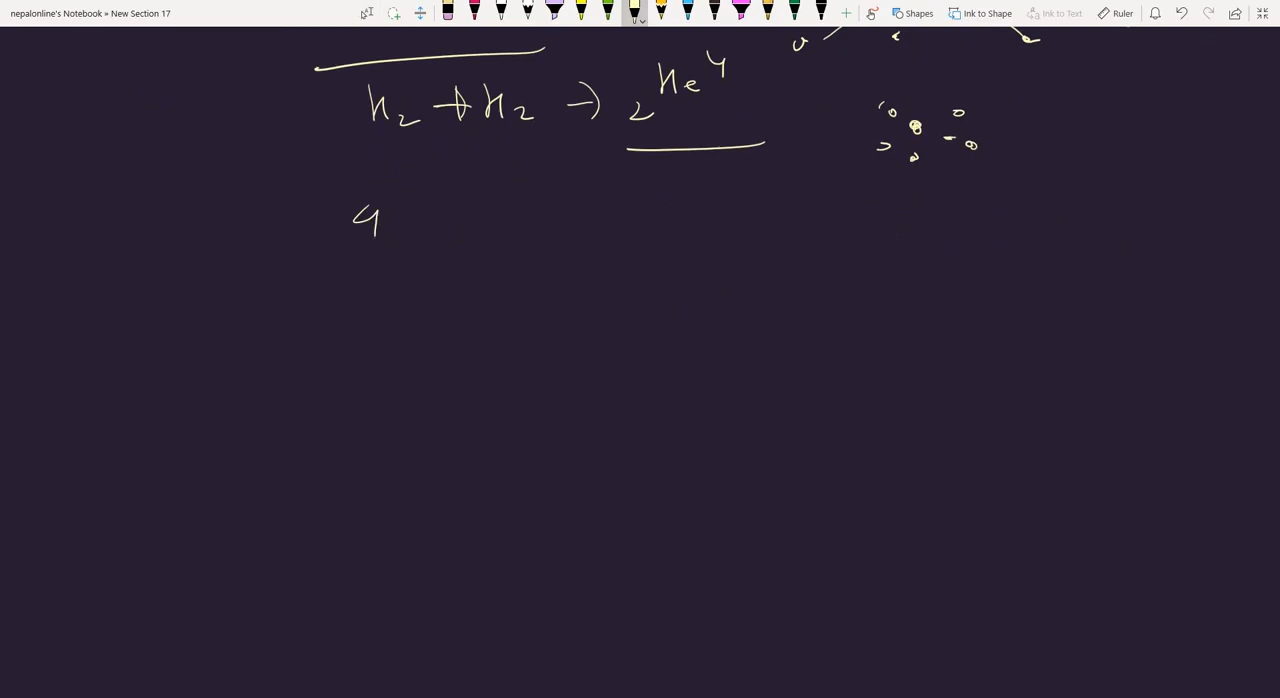 nepalonline's Notebook » New Section 17
Shapes Ink to Shape Ink to Text Ruler
H₂ + H₂ → ₂He⁴
4